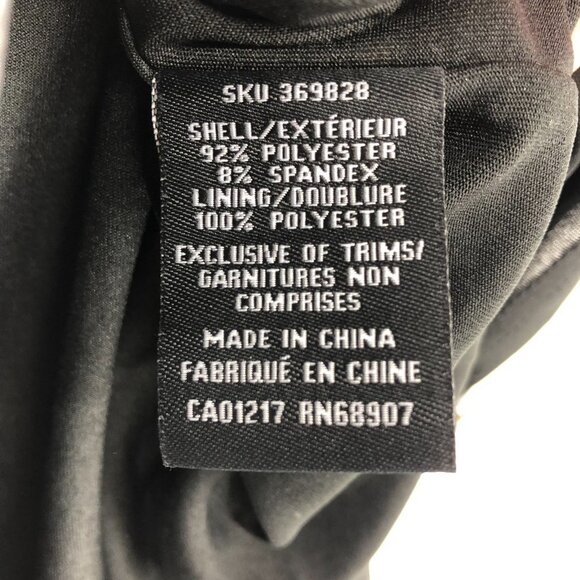 SKU 369828
SHELL/EXTÉRIEUR
92% POLYESTER
8% SPANDEX
LINING/DOUBLURE
100% POLYESTER
EXCLUSIVE OF TRIMS/
GARNITURES NON
COMPRISES
MADE IN CHINA
FABRIQUÉ EN CHINE
CA01217 RN68907